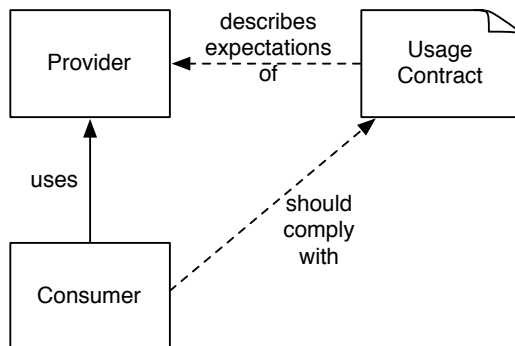 Provider
describes
expectations
of
Usage
Contract
uses
should
comply
with
Consumer